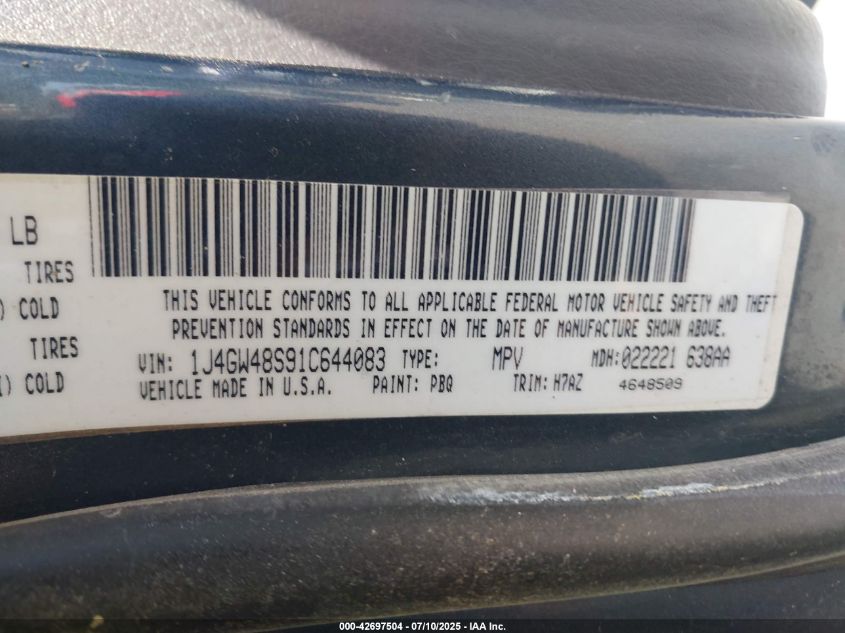 LB
TIRES
) COLD
TIRES
) COLD
THIS VEHICLE CONFORMS TO ALL APPLICABLE FEDERAL MOTOR VEHICLE SAFETY AND THEFT
PREVENTION STANDARDS IN EFFECT ON THE DATE OF MANUFACTURE SHOWN ABOVE.
VIN: 1J4GW48S91C644083 TYPE: MPV MDH:022221 638AA
VEHICLE MADE IN U.S.A. PAINT: PBQ TRIM: H7AZ 4648509
000-42697504 - 07/10/2025 - IAA Inc.